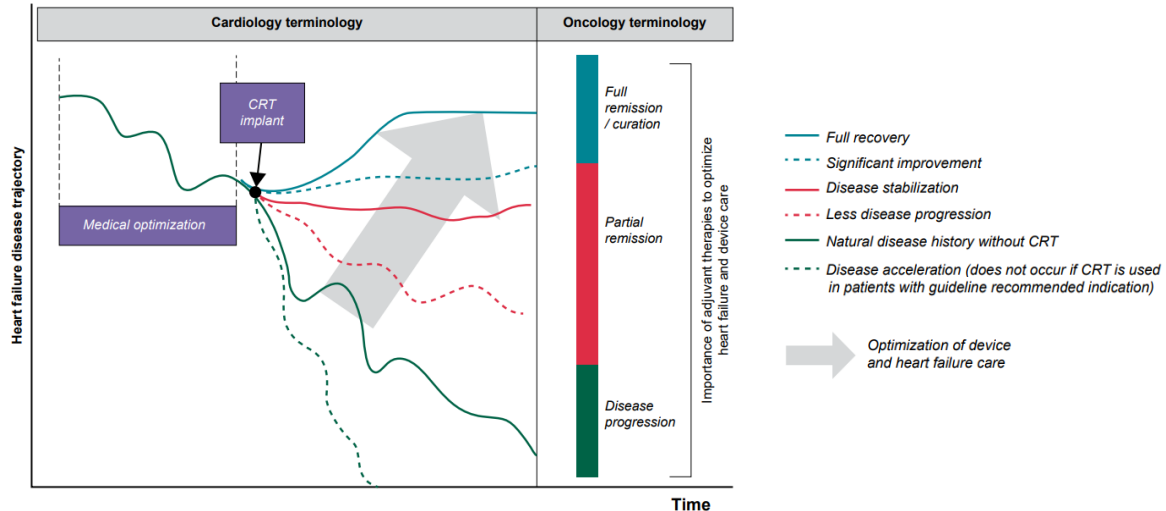 Cardiology terminology
Oncology terminology
Heart failure disease trajectory
CRT
implant
Medical optimization
Full
remission
/ curation
Partial
remission
Disease
progression
Importance of adjuvant therapies to optimize
heart failure and device care
Time
Full recovery
Significant improvement
Disease stabilization
Less disease progression
Natural disease history without CRT
Disease acceleration (does not occur if CRT is used
in patients with guideline recommended indication)
Optimization of device
and heart failure care